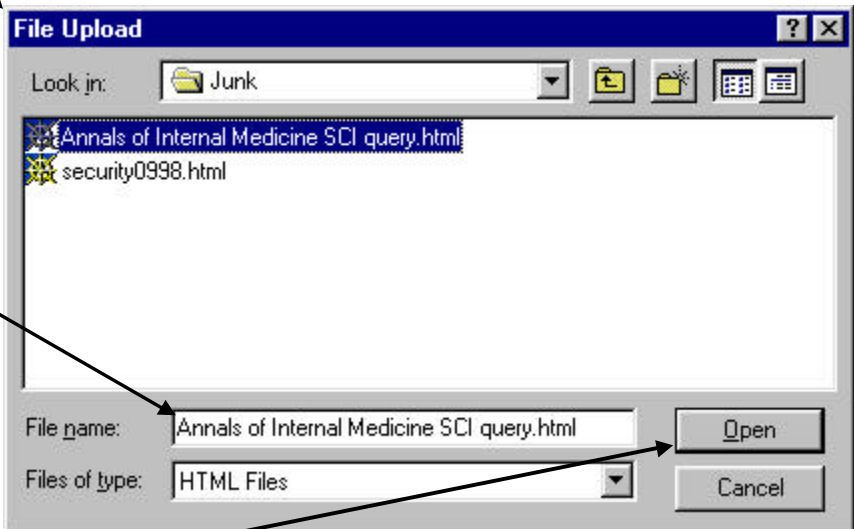 File Upload
Look in: Junk
Annals of Internal Medicine SCI query.html
security0998.html
File name: Annals of Internal Medicine SCI query.html Open
Files of type: HTML Files Cancel